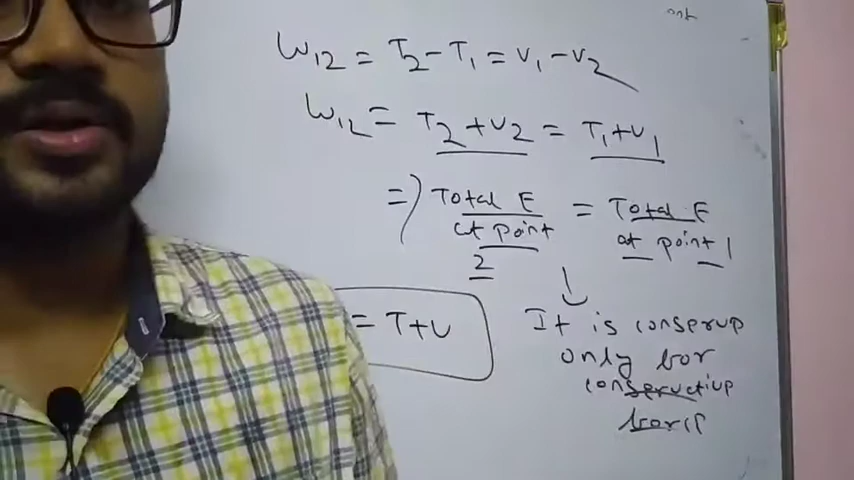 W12 = T2 - T1 = V1 - V2
W12 = T2 + V2 = T1 + V1
=> Total E = Total E
at point at point 1
2
= T + V
It is conserve
only for
conservative
force